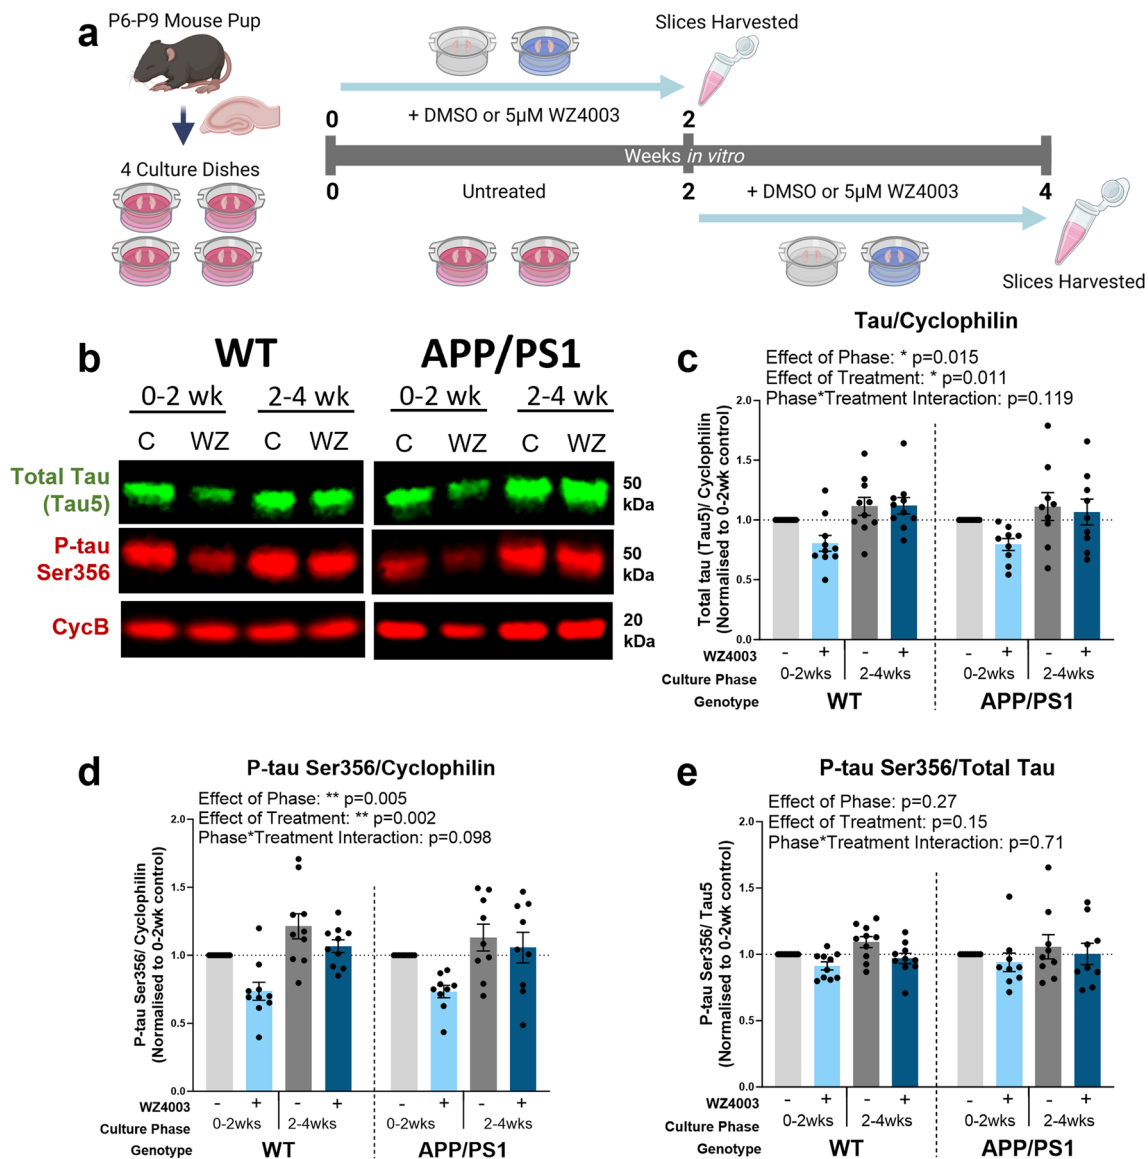 a
P6-P9 Mouse Pup
4 Culture Dishes
Slices Harvested
+ DMSO or 5µM WZ4003
0
2
Weeks in vitro
0
2
4
Untreated
+ DMSO or 5µM WZ4003
Slices Harvested
b
WT
APP/PS1
0-2 wk
2-4 wk
0-2 wk
2-4 wk
C
WZ
C
WZ
C
WZ
C
WZ
Total Tau
(Tau5)
50
kDa
P-tau
Ser356
50
kDa
CycB
20
kDa
c
Tau/Cyclophilin
Effect of Phase: * p=0.015
Effect of Treatment: * p=0.011
Phase*Treatment Interaction: p=0.119
Total tau (Tau5)/ Cyclophilin
(Normalised to 0-2wk control)
2.0
1.5
1.0
0.5
0.0
WZ4003
- + - + - + - +
Culture Phase
0-2wks 2-4wks 0-2wks 2-4wks
Genotype
WT
APP/PS1
d
P-tau Ser356/Cyclophilin
Effect of Phase: ** p=0.005
Effect of Treatment: ** p=0.002
Phase*Treatment Interaction: p=0.098
P-tau Ser356/ Cyclophilin
(Normalised to 0-2wk control)
2.0
1.5
1.0
0.5
0.0
WZ4003
- + - + - + - +
Culture Phase
0-2wks 2-4wks 0-2wks 2-4wks
Genotype
WT
APP/PS1
e
P-tau Ser356/Total Tau
Effect of Phase: p=0.27
Effect of Treatment: p=0.15
Phase*Treatment Interaction: p=0.71
P-tau Ser356/ Tau5
(Normalised to 0-2wk control)
2.0
1.5
1.0
0.5
0.0
WZ4003
- + - + - + - +
Culture Phase
0-2wks 2-4wks 0-2wks 2-4wks
Genotype
WT
APP/PS1